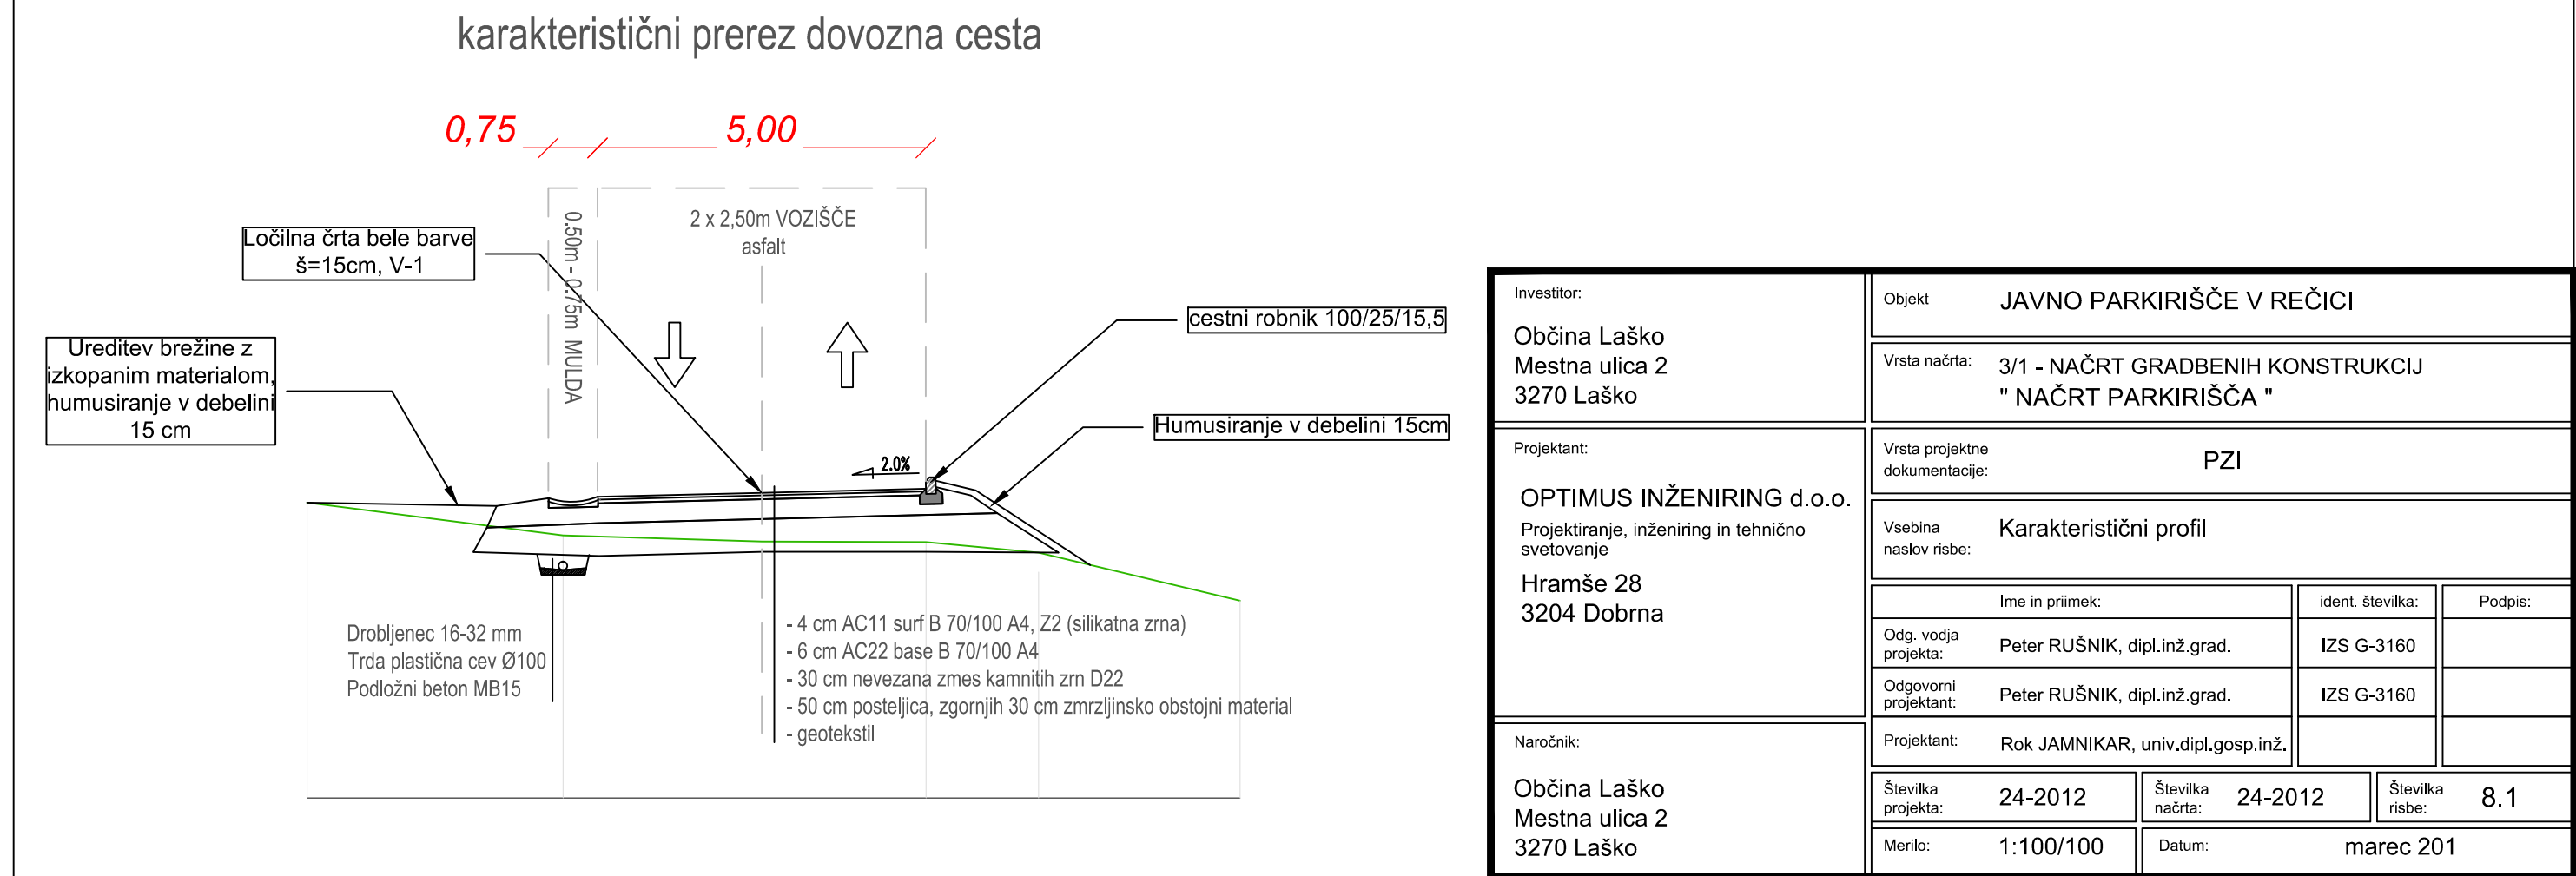 karakteristični prerez dovozna cesta
0,75
5,00
2 x 2,50m VOZIŠČE
asfalt
0.50m - 0.75m MULDA
Ločilna črta bele barve
š=15cm, V-1
Ureditev brežine z
izkopanim materialom,
humusiranje v debelini
15 cm
cestni robnik 100/25/15,5
Humusiranje v debelini 15cm
2.0%
Drobljenec 16-32 mm
Trda plastična cev Ø100
Podložni beton MB15
- 4 cm AC11 surf B 70/100 A4, Z2 (silikatna zrna)
- 6 cm AC22 base B 70/100 A4
- 30 cm nevezana zmes kamnitih zrn D22
- 50 cm posteljica, zgornjih 30 cm zmrzljinsko obstojni material
- geotekstil
Investitor:
Občina Laško
Mestna ulica 2
3270 Laško
Projektant:
OPTIMUS INŽENIRING d.o.o.
Projektiranje, inženiring in tehnično
svetovanje
Hramše 28
3204 Dobrna
Naročnik:
Občina Laško
Mestna ulica 2
3270 Laško
Objekt JAVNO PARKIRIŠČE V REČICI
Vrsta načrta: 3/1 - NAČRT GRADBENIH KONSTRUKCIJ
" NAČRT PARKIRIŠČA "
Vrsta projektne
dokumentacije: PZI
Vsebina
naslov risbe: Karakteristični profil
Ime in priimek: ident. številka: Podpis:
Odg. vodja
projekta: Peter RUŠNIK, dipl.inž.grad. IZS G-3160
Odgovorni
projektant: Peter RUŠNIK, dipl.inž.grad. IZS G-3160
Projektant: Rok JAMNIKAR, univ.dipl.gosp.inž.
Številka
projekta: 24-2012
Številka
načrta: 24-2012
Številka
risbe: 8.1
Merilo: 1:100/100 Datum: marec 201